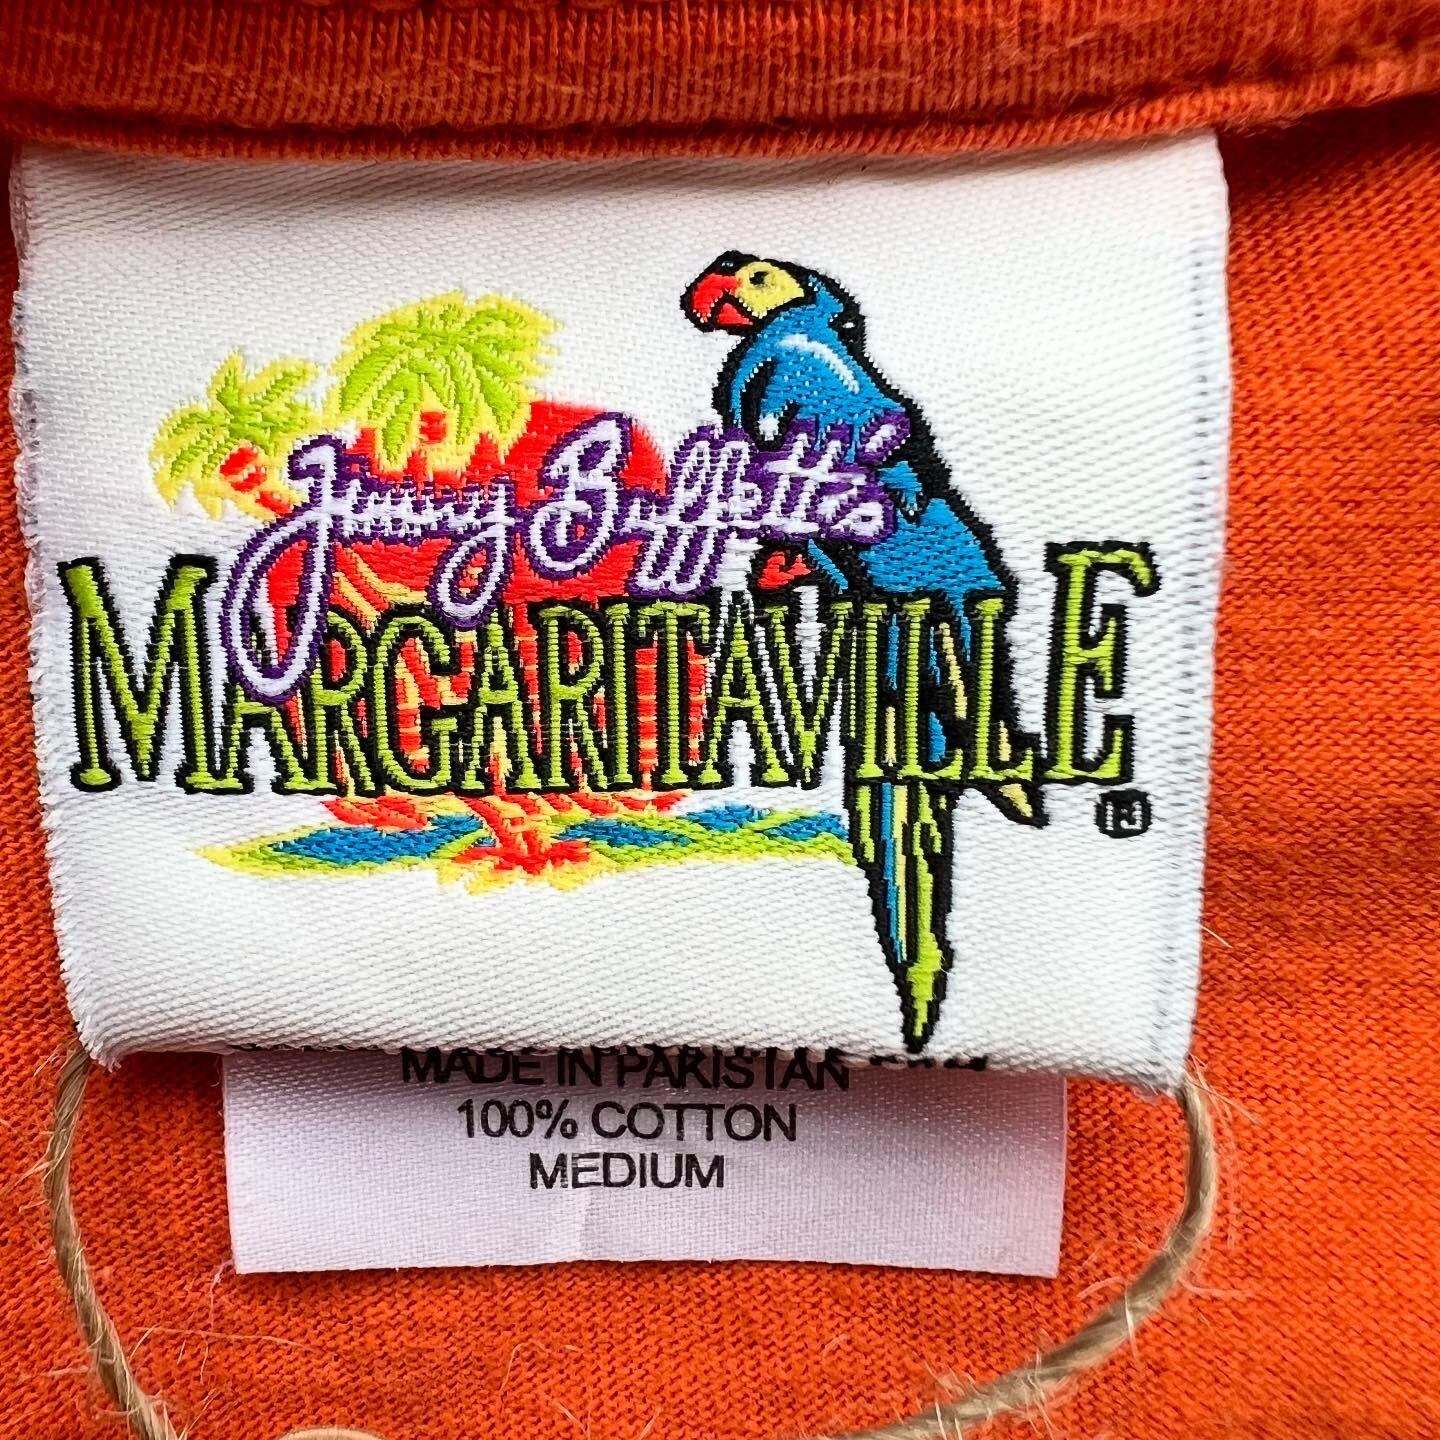 Jimmy Buffett's
MARGARITAVILLE
®
MADE IN PAKISTAN
100% COTTON
MEDIUM